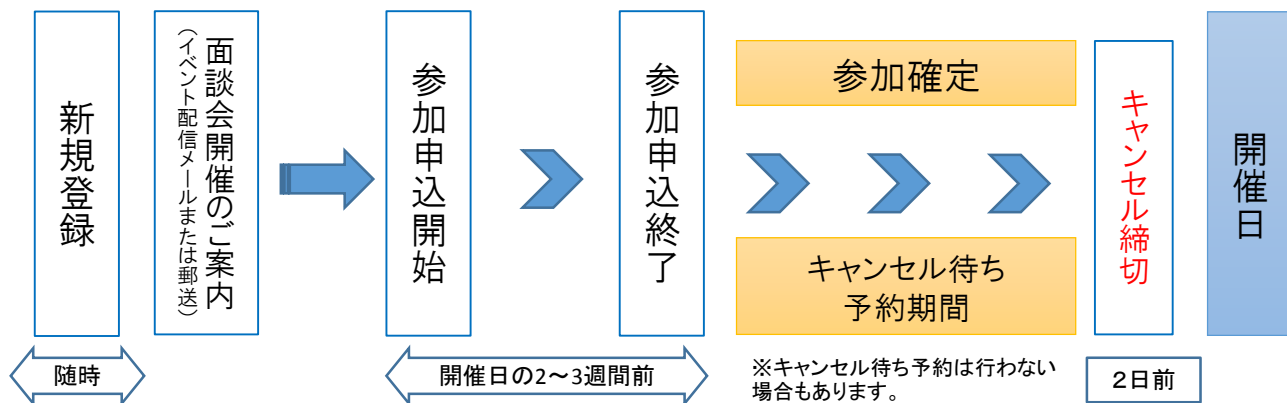 新規登録
面談会開催のご案内
（イベント配信メールまたは郵送）
参加申込開始
参加申込終了
参加確定
キャンセル待ち
予約期間
キャンセル締切
開催日
随時
開催日の2～3週間前
※キャンセル待ち予約は行わない
場合もあります。
２日前